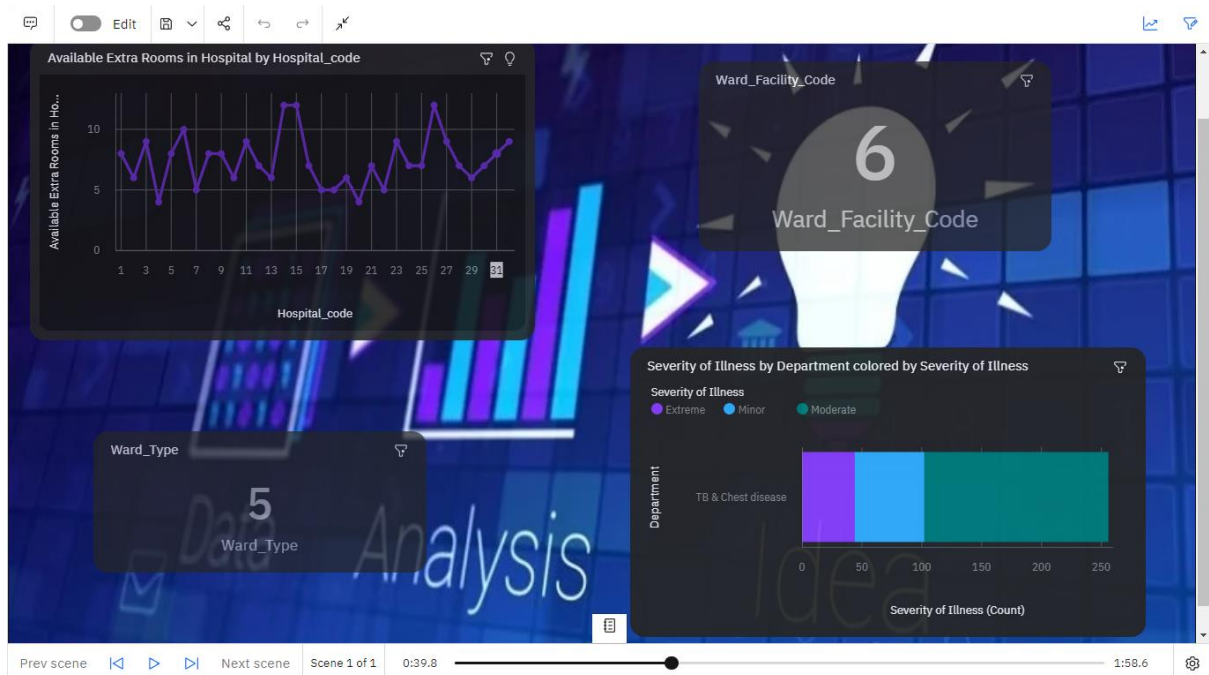 Edit
Available Extra Rooms in Hospital by Hospital_code
Available Extra Rooms in Ho...
10
5
0
1 3 5 7 9 11 13 15 17 19 21 23 25 27 29 31
Hospital_code
Ward_Facility_Code
6
Ward_Facility_Code
Ward_Type
5
Ward_Type
Data Analysis
Idea
Severity of Illness by Department colored by Severity of Illness
Severity of Illness
Extreme Minor Moderate
Department
TB & Chest disease
0 50 100 150 200 250
Severity of Illness (Count)
Prev scene Next scene Scene 1 of 1 0:39.8 1:58.6